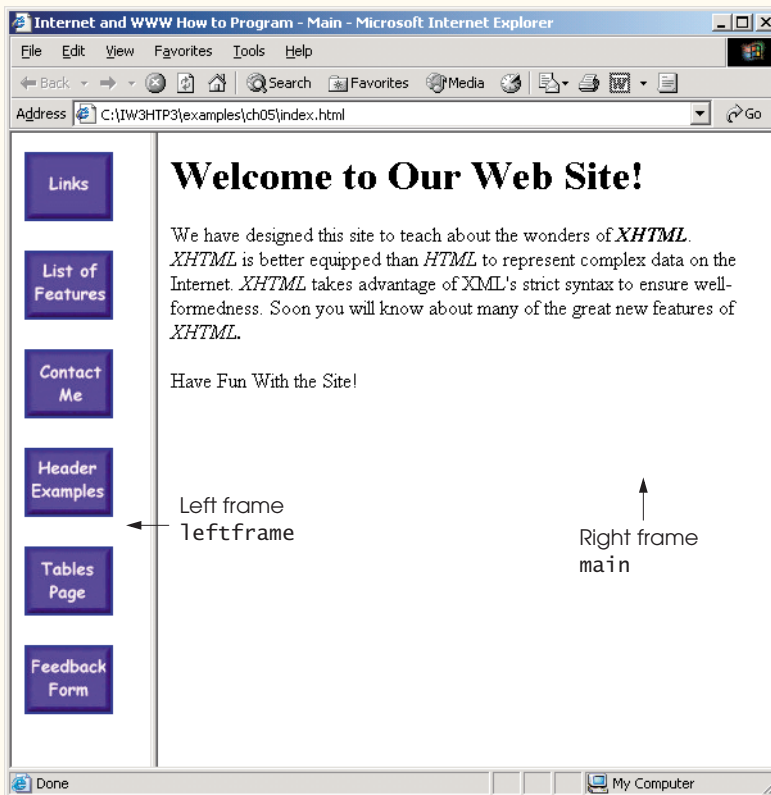 Internet and WWW How to Program - Main - Microsoft Internet Explorer
File Edit View Favorites Tools Help
Back Search Favorites Media
Address C:\IW3HTP3\examples\ch05\index.html Go
Links
List of
Features
Contact
Me
Header
Examples
Tables
Page
Feedback
Form
Welcome to Our Web Site!
We have designed this site to teach about the wonders of XHTML.
XHTML is better equipped than HTML to represent complex data on the
Internet. XHTML takes advantage of XML's strict syntax to ensure well-
formedness. Soon you will know about many of the great new features of
XHTML.
Have Fun With the Site!
Left frame
leftframe
Right frame
main
Done My Computer